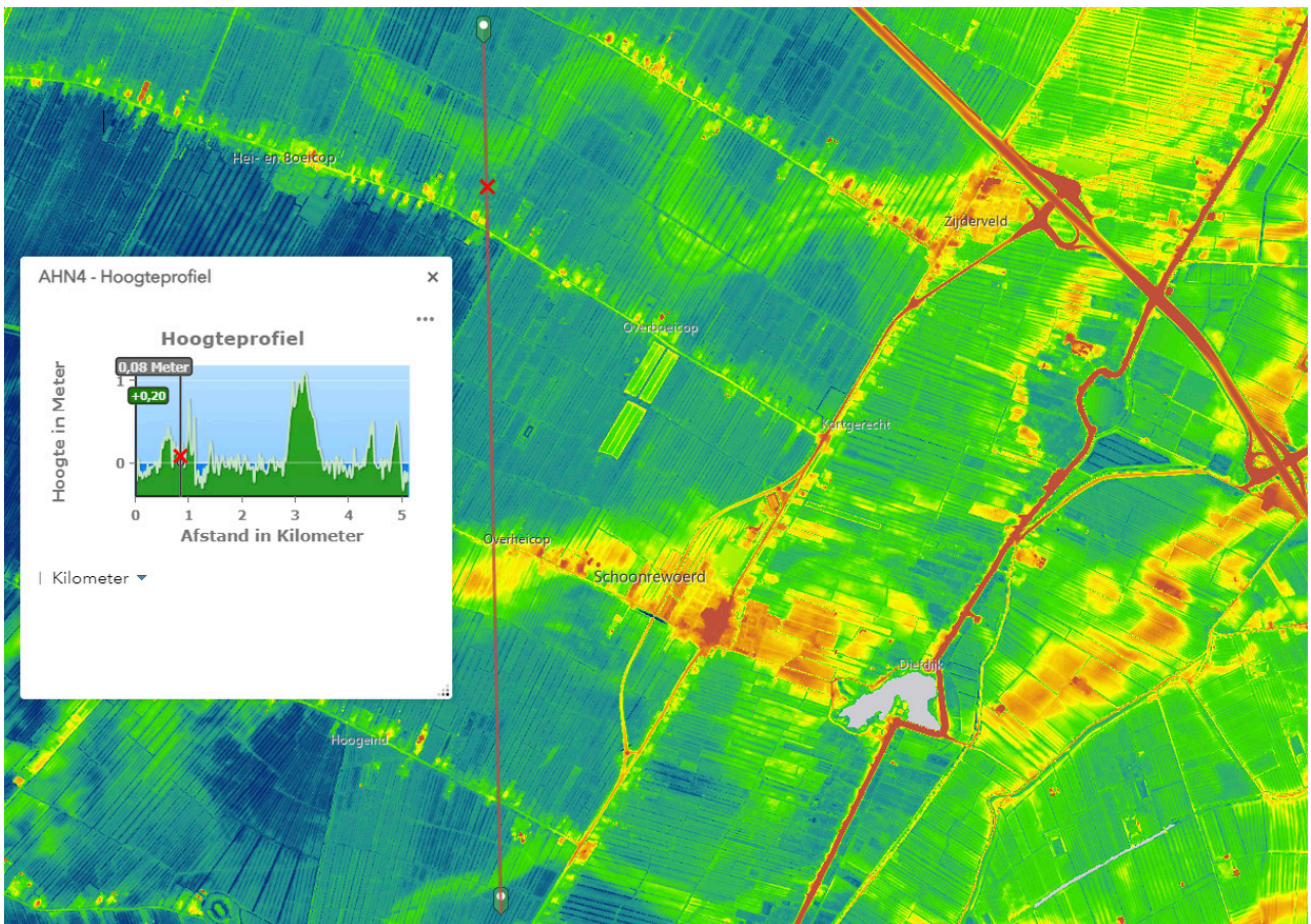 Hei- en Boeicop
Zijderveld
AHN4 - Hoogteprofiel
×
•••
Hoogteprofiel
Hoogte in Meter
0,08 Meter
+0,20
1
0
0 1 2 3 4 5
Afstand in Kilometer
| Kilometer
Overboeicop
Kortgerecht
Overheicop
Schoonrewoerd
Diefdijk
Hoogeind